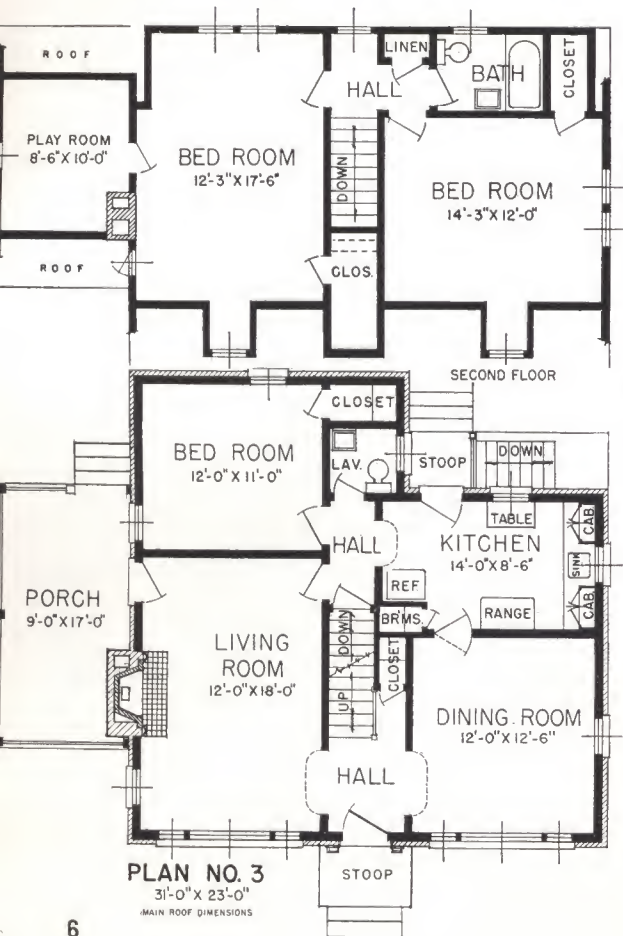 ROOF
PLAY ROOM
8'-6" X 10'-0"
ROOF
BED ROOM
12'-3" X 17'-6"
HALL
LINEN
BATH
CLOSET
DOWN
CLOS.
BED ROOM
14'-3" X 12'-0"
SECOND FLOOR
BED ROOM
12'-0" X 11'-0"
CLOSET
LAV.
STOOP
DOWN
HALL
TABLE
KITCHEN
14'-0" X 8'-6"
CAB.
SINK
CAB.
REF.
RANGE
BRMS.
PORCH
9'-0" X 17'-0"
LIVING
ROOM
12'-0" X 18'-0"
DOWN
UP
CLOSET
DINING ROOM
12'-0" X 12'-6"
HALL
STOOP
PLAN NO. 3
31'-0" X 23'-0"
MAIN ROOF DIMENSIONS
6